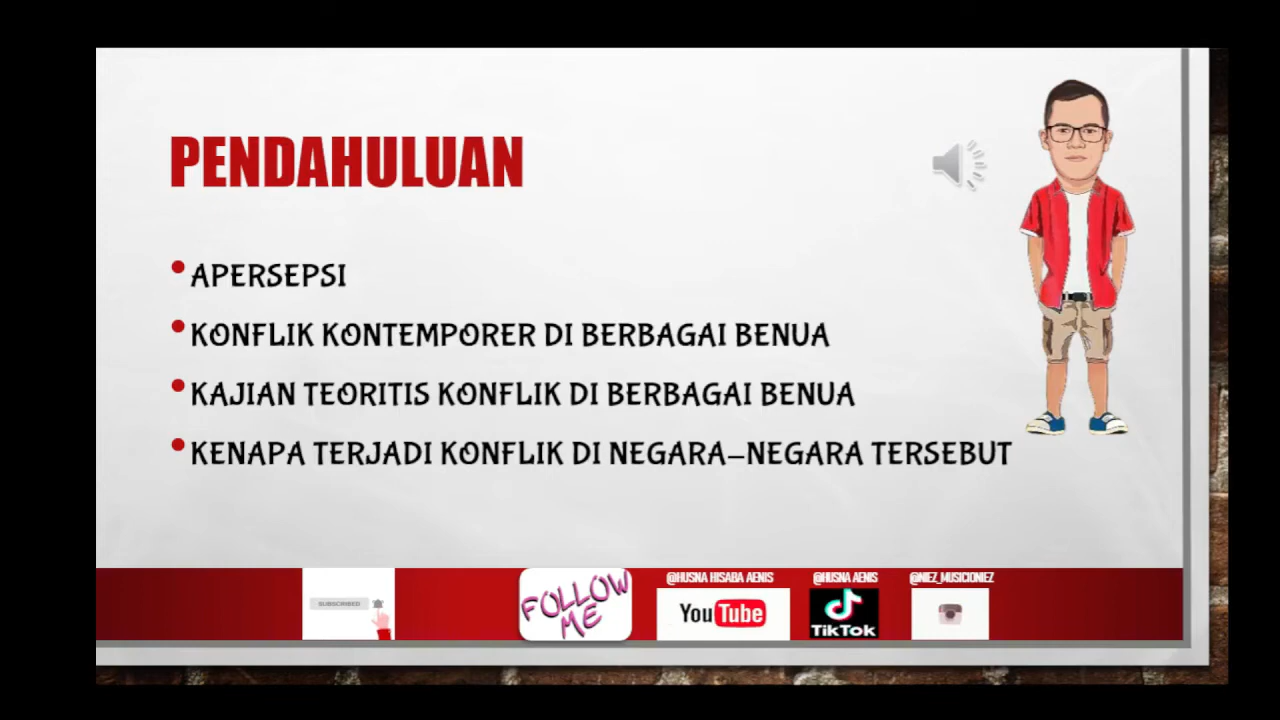 PENDAHULUAN
•APERSEPSI
•KONFLIK KONTEMPORER DI BERBAGAI BENUA
•KAJIAN TEORITIS KONFLIK DI BERBAGAI BENUA
•KENAPA TERJADI KONFLIK DI NEGARA-NEGARA TERSEBUT
SUBSCRIBED
FOLLOW ME
@HUSNA HISABA AENIS
YouTube
@HUSNA AENIS
TikTok
@NIEZ_MUSICIONIEZ